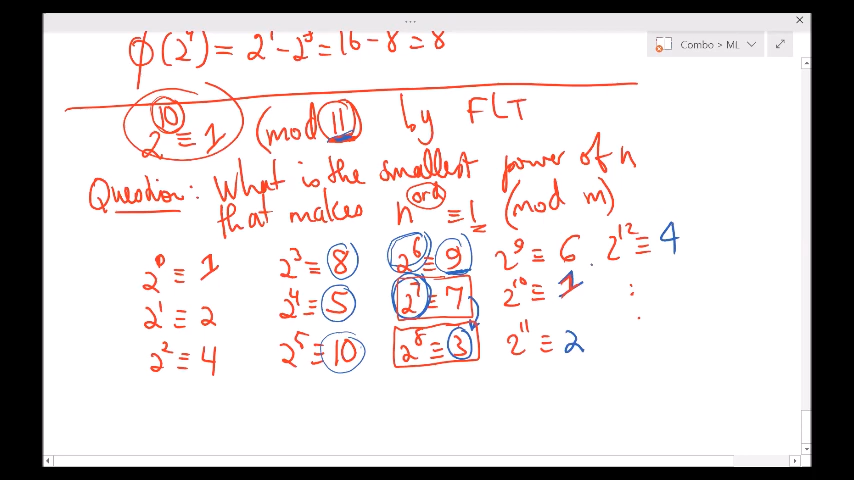 Combo > ML
ϕ(2⁴) = 2¹ - 2³ = 16 - 8 = 8
2¹⁰ ≡ 1 (mod 11) by FLT
Question: What is the smallest power of n
that makes n^ord ≡ 1 (mod m)
2⁰ ≡ 1 2³ ≡ 8 2⁶ ≡ 9 2⁹ ≡ 6 . 2¹² ≡ 4
2¹ ≡ 2 2⁴ ≡ 5 2⁷ ≡ 7 2¹⁰ ≡ 1 ⋮
2² ≡ 4 2⁵ ≡ 10 2⁸ ≡ 3 2¹¹ ≡ 2